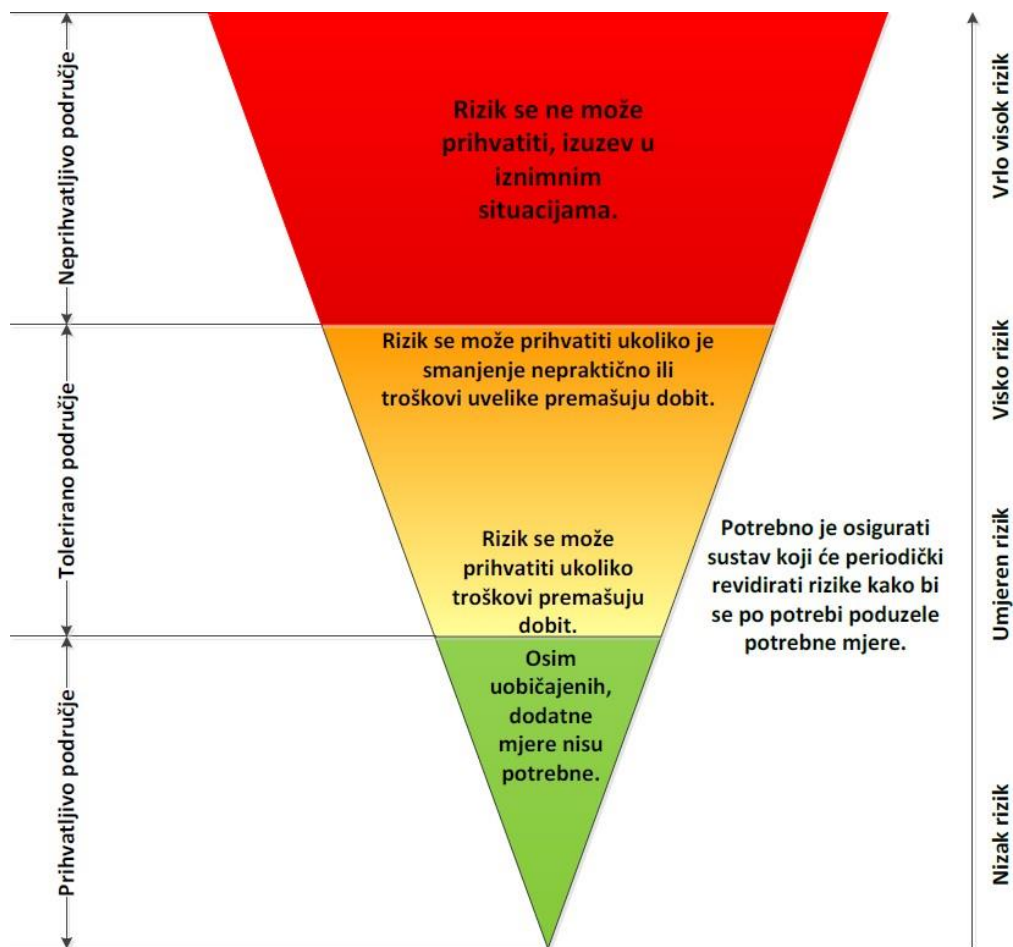 Neprihvatljivo područje
Rizik se ne može
prihvatiti, izuzev u
iznimnim
situacijama.
Vrlo visok rizik
Tolerirano područje
Rizik se može prihvatiti ukoliko je
smanjenje nepraktično ili
troškovi uvelike premašuju dobit.
Visko rizik
Rizik se može
prihvatiti ukoliko
troškovi premašuju
dobit.
Potrebno je osigurati
sustav koji će periodički
revidirati rizike kako bi
se po potrebi poduzele
potrebne mjere.
Umjeren rizik
Prihvatljivo područje
Osim
uobičajenih,
dodatne
mjere nisu
potrebne.
Nizak rizik